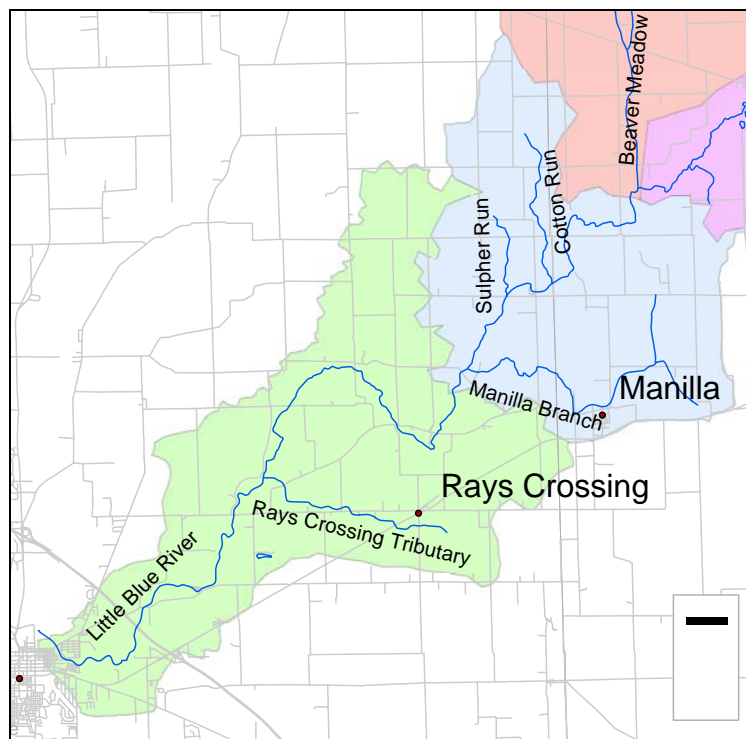 Beaver Meadow
Cotton Run
Sulpher Run
Manilla
Manilla Branch
Rays Crossing
Rays Crossing Tributary
Little Blue River